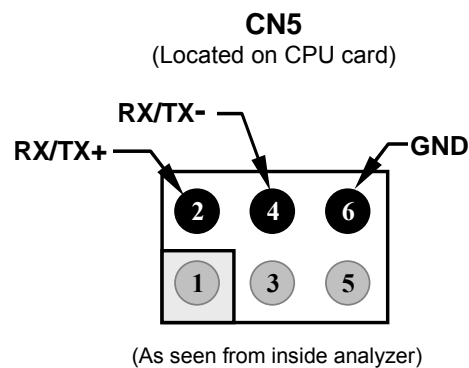 CN5
(Located on CPU card)
RX/TX-
RX/TX+
GND
2 4 6
1 3 5
(As seen from inside analyzer)